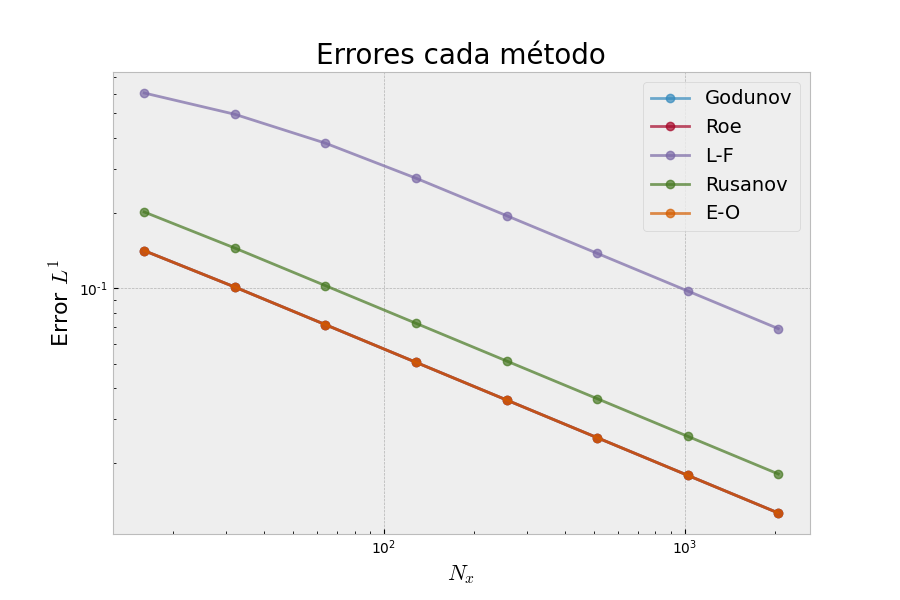 Errores cada método
Godunov
Roe
L-F
Rusanov
E-O
Error $L^1$
$10^{-1}$
$10^2$
$10^3$
$N_x$